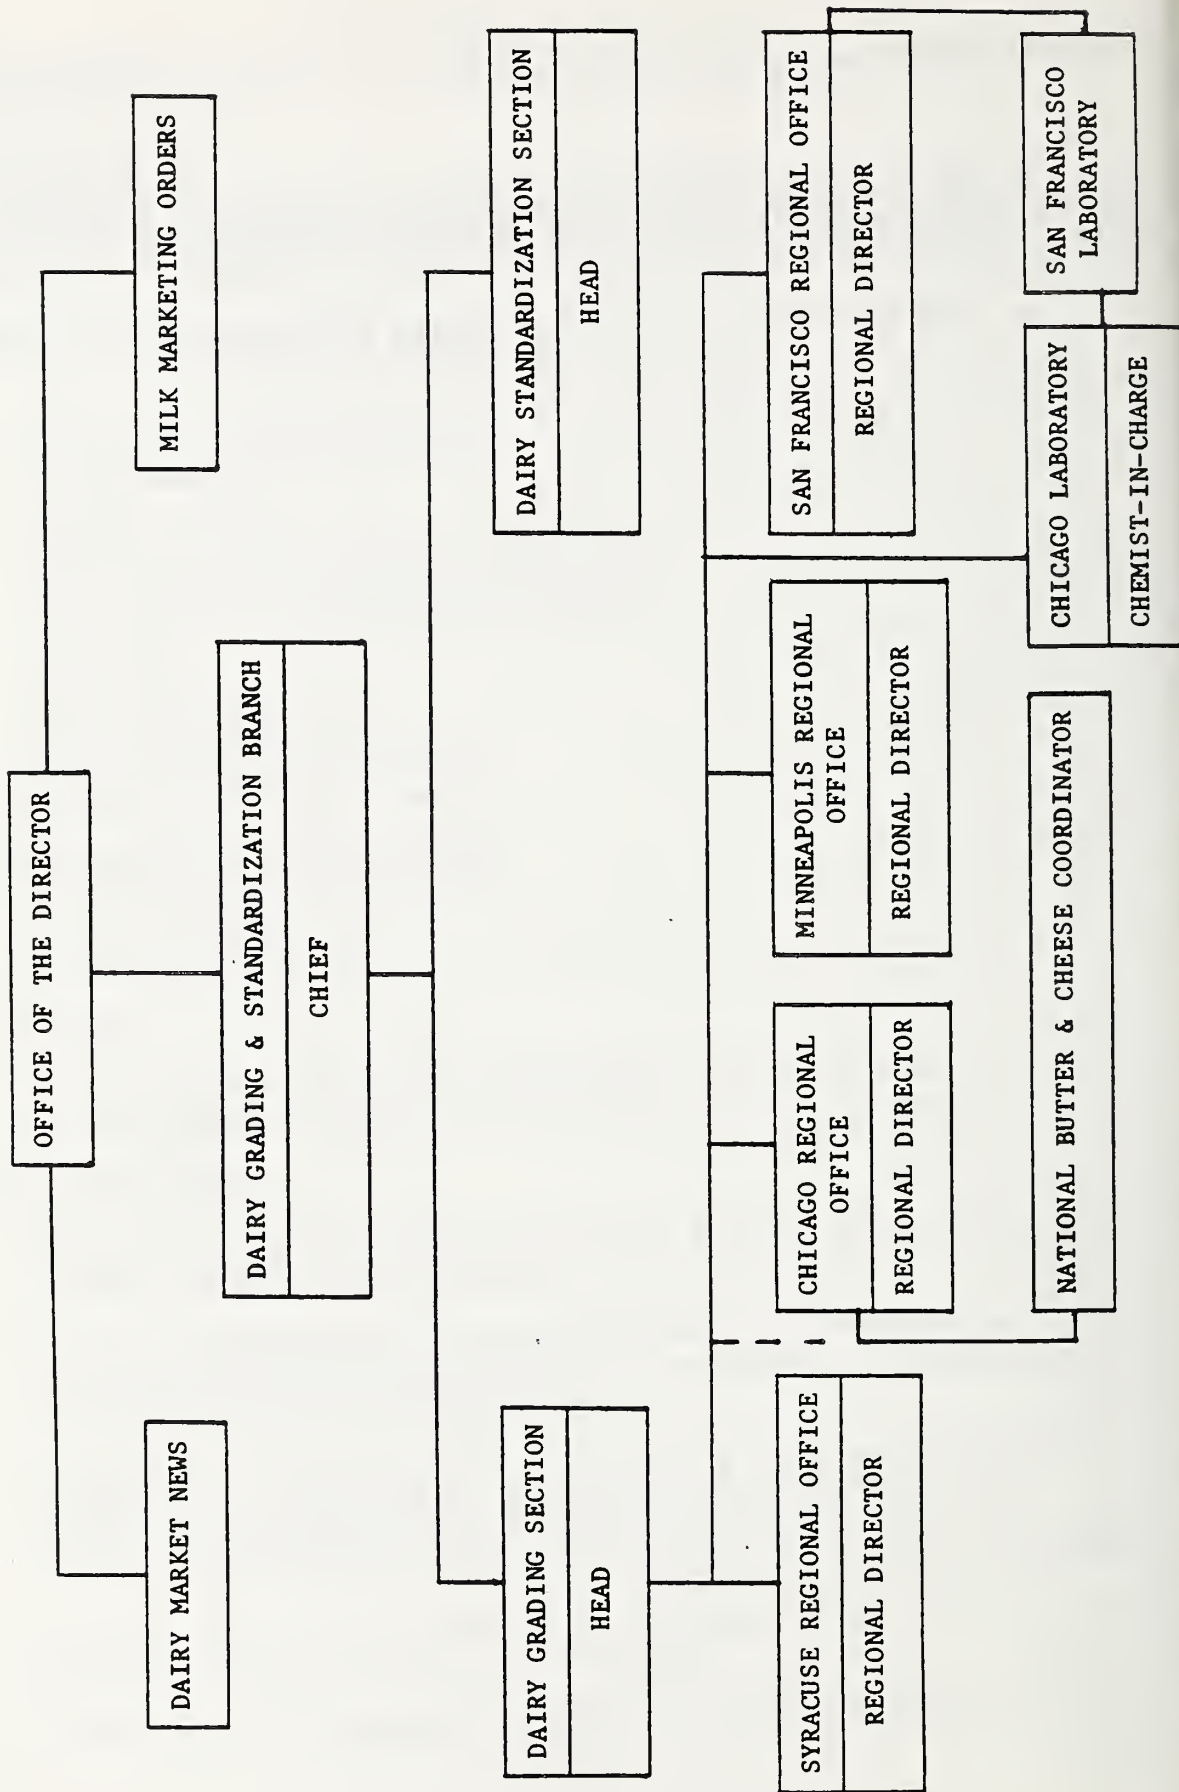 OFFICE OF THE DIRECTOR
DAIRY MARKET NEWS
MILK MARKETING ORDERS
DAIRY GRADING & STANDARDIZATION BRANCH
CHIEF
DAIRY GRADING SECTION
HEAD
DAIRY STANDARDIZATION SECTION
HEAD
SYRACUSE REGIONAL OFFICE
REGIONAL DIRECTOR
CHICAGO REGIONAL
OFFICE
REGIONAL DIRECTOR
MINNEAPOLIS REGIONAL
OFFICE
REGIONAL DIRECTOR
SAN FRANCISCO REGIONAL OFFICE
REGIONAL DIRECTOR
NATIONAL BUTTER & CHEESE COORDINATOR
CHICAGO LABORATORY
CHEMIST-IN-CHARGE
SAN FRANCISCO
LABORATORY